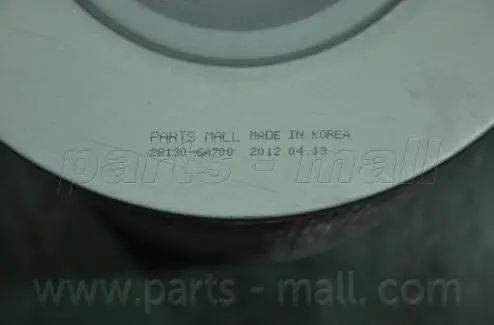 PARTS MALL MADE IN KOREA
28130-6A700 2012 04.13
parts - mall
www.parts-mall.com